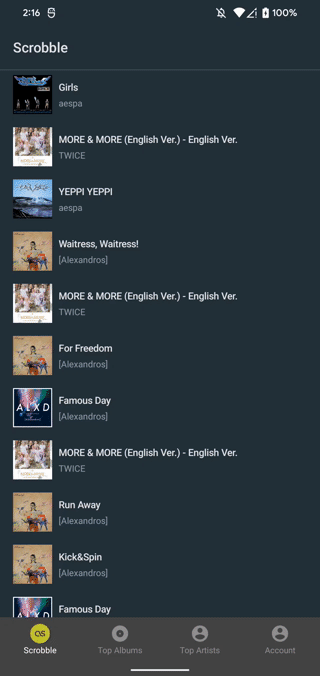 2:16
100%
Scrobble
Girls
aespa
MORE & MORE (English Ver.) - English Ver.
TWICE
YEPPI YEPPI
aespa
Waitress, Waitress!
[Alexandros]
MORE & MORE (English Ver.) - English Ver.
TWICE
For Freedom
[Alexandros]
Famous Day
[Alexandros]
ALXD
MORE & MORE (English Ver.) - English Ver.
TWICE
Run Away
[Alexandros]
Kick&Spin
[Alexandros]
Famous Day
Scrobble
Top Albums
Top Artists
Account